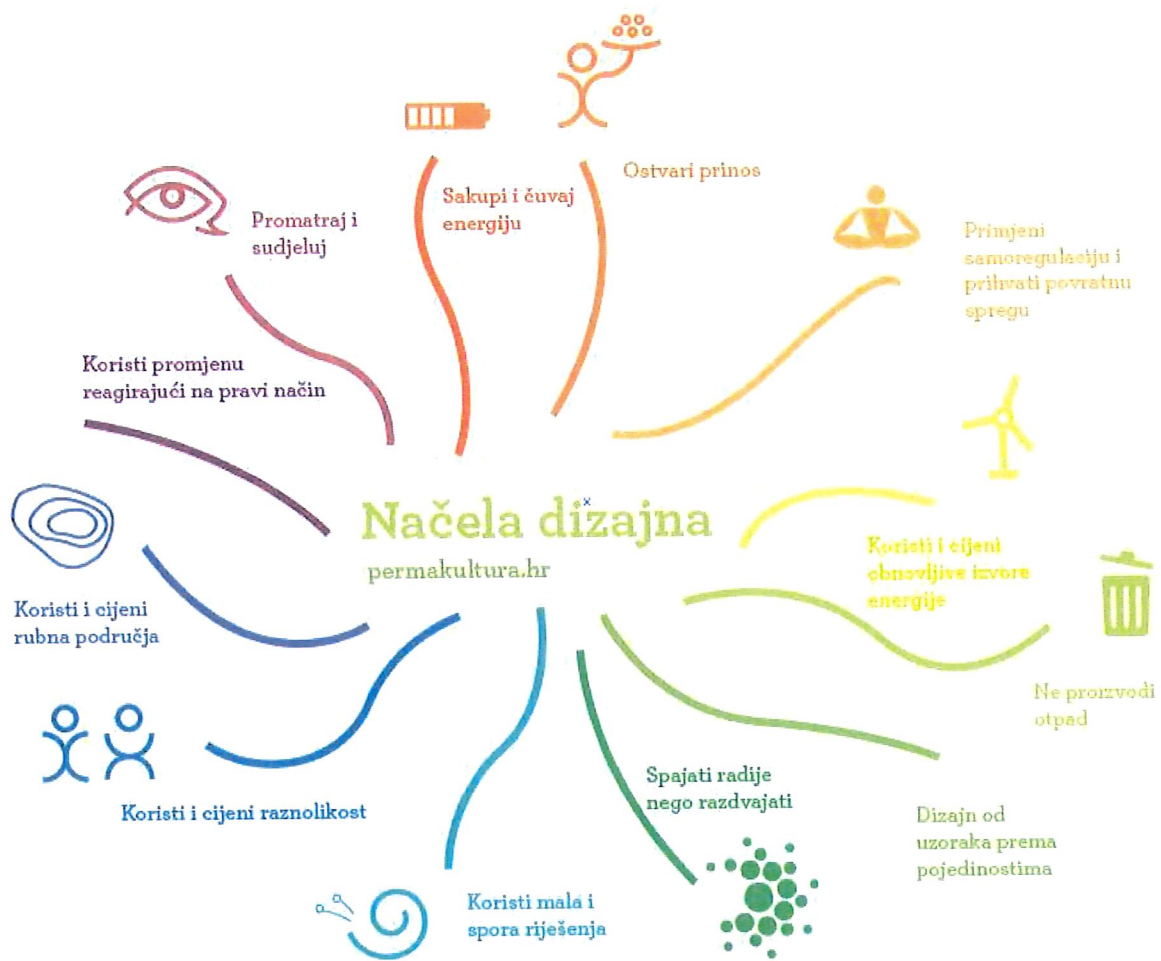 Ostvari prinos
Sakupi i čuvaj
energiju
Promatraj i
sudjeluj
Primjeni
samoregulaciju i
prihvati povratnu
spregu
Koristi promjenu
reagirajući na pravi način
Načela dizajna
permakultura.hr
Koristi i cijeni
obnovljive izvore
energije
Koristi i cijeni
rubna područja
Ne proizvodi
otpad
Spajati radije
nego razdvajati
Koristi i cijeni raznolikost
Dizajn od
uzoraka prema
pojedinostima
Koristi mala i
spora riješenja